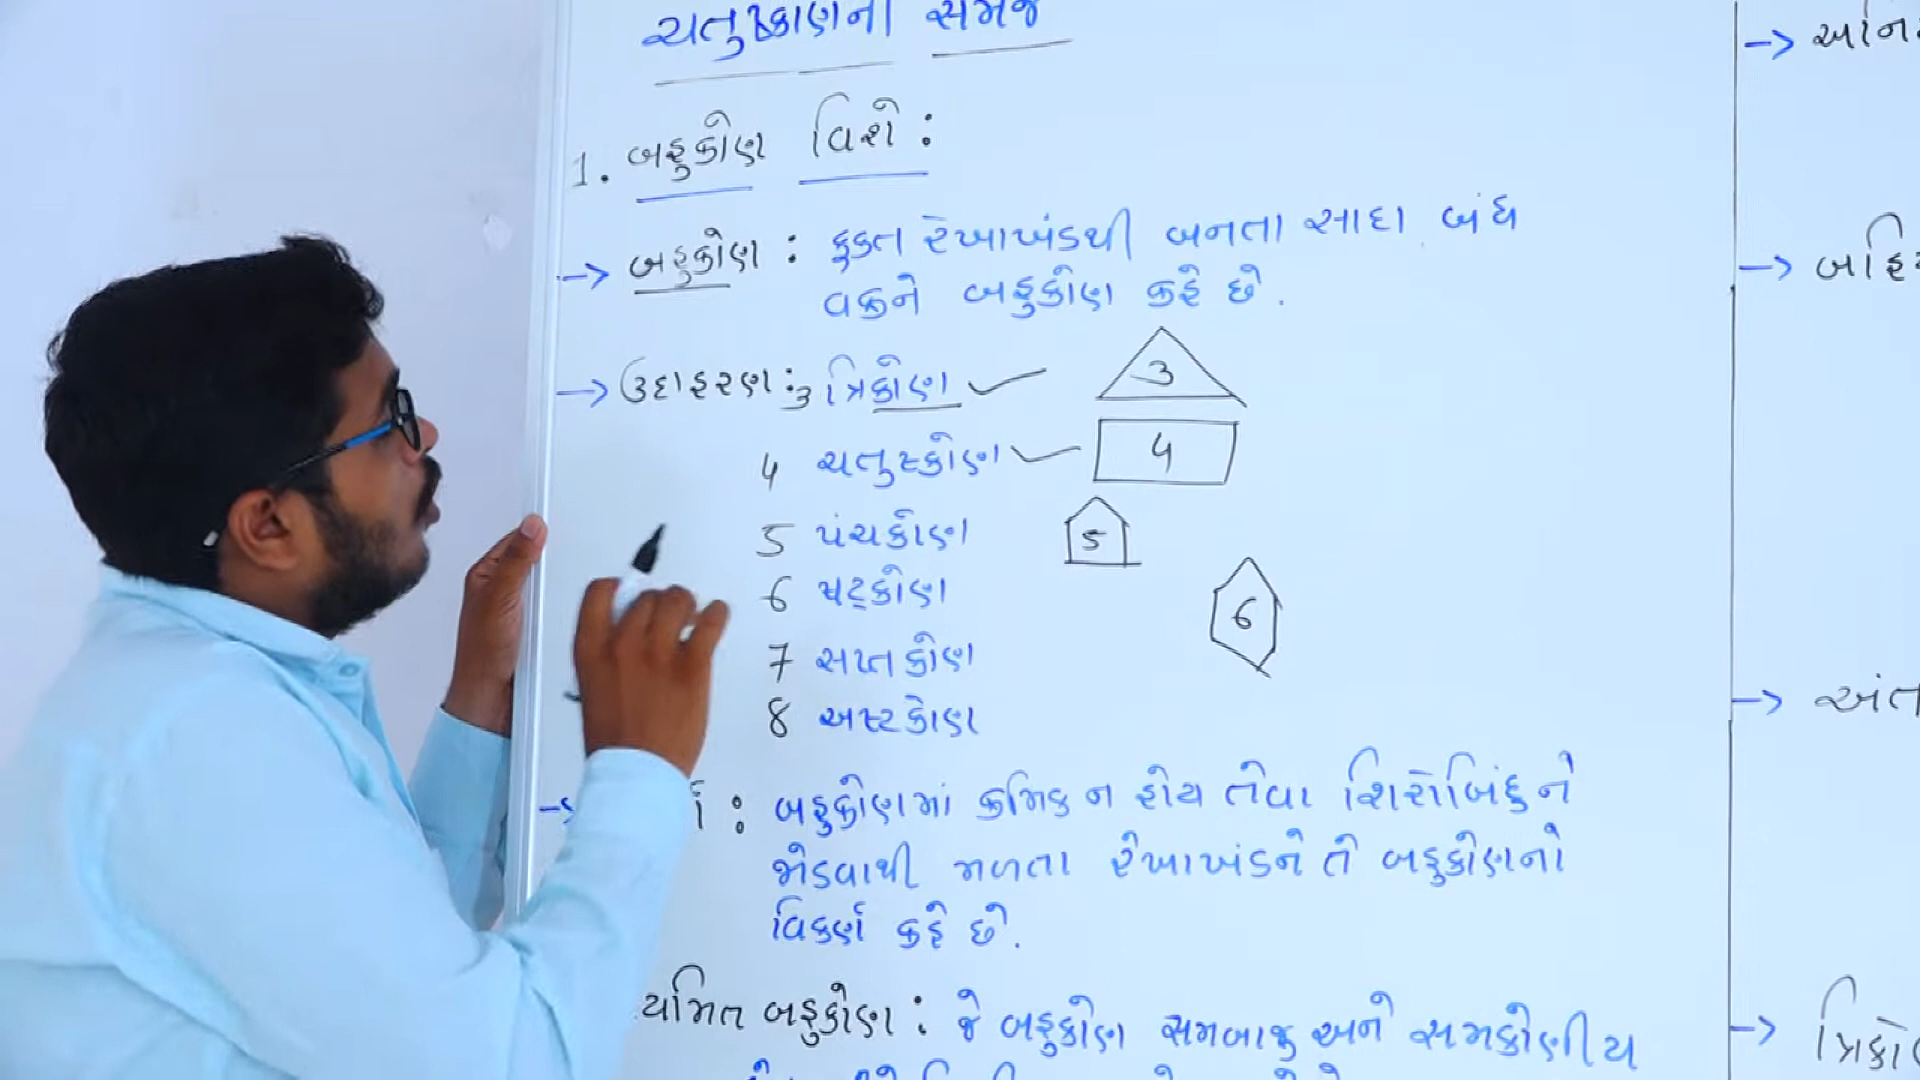 ચતુષ્કોણની સમજ
1. બહુકોણ વિશે :
→ બહુકોણ : ફક્ત રેખાખંડથી બનતા સાદા બંધ
વક્રને બહુકોણ કહે છે.
→ ઉદાહરણ : 3 ત્રિકોણ 3
4 ચતુષ્કોણ 4
5 પંચકોણ 5
6 ષટ્કોણ 6
7 સપ્તકોણ
8 અષ્ટકોણ
→ : બહુકોણમાં ક્રમિક ન હોય તેવા શિરોબિંદુને
જોડવાથી મળતા રેખાખંડને તે બહુકોણનો
વિકર્ણ કહે છે.
યમિત બહુકોણ : જે બહુકોણ સમબાજુ અને સમકોણીય
→
→
→ અંત
→ ત્રિકો